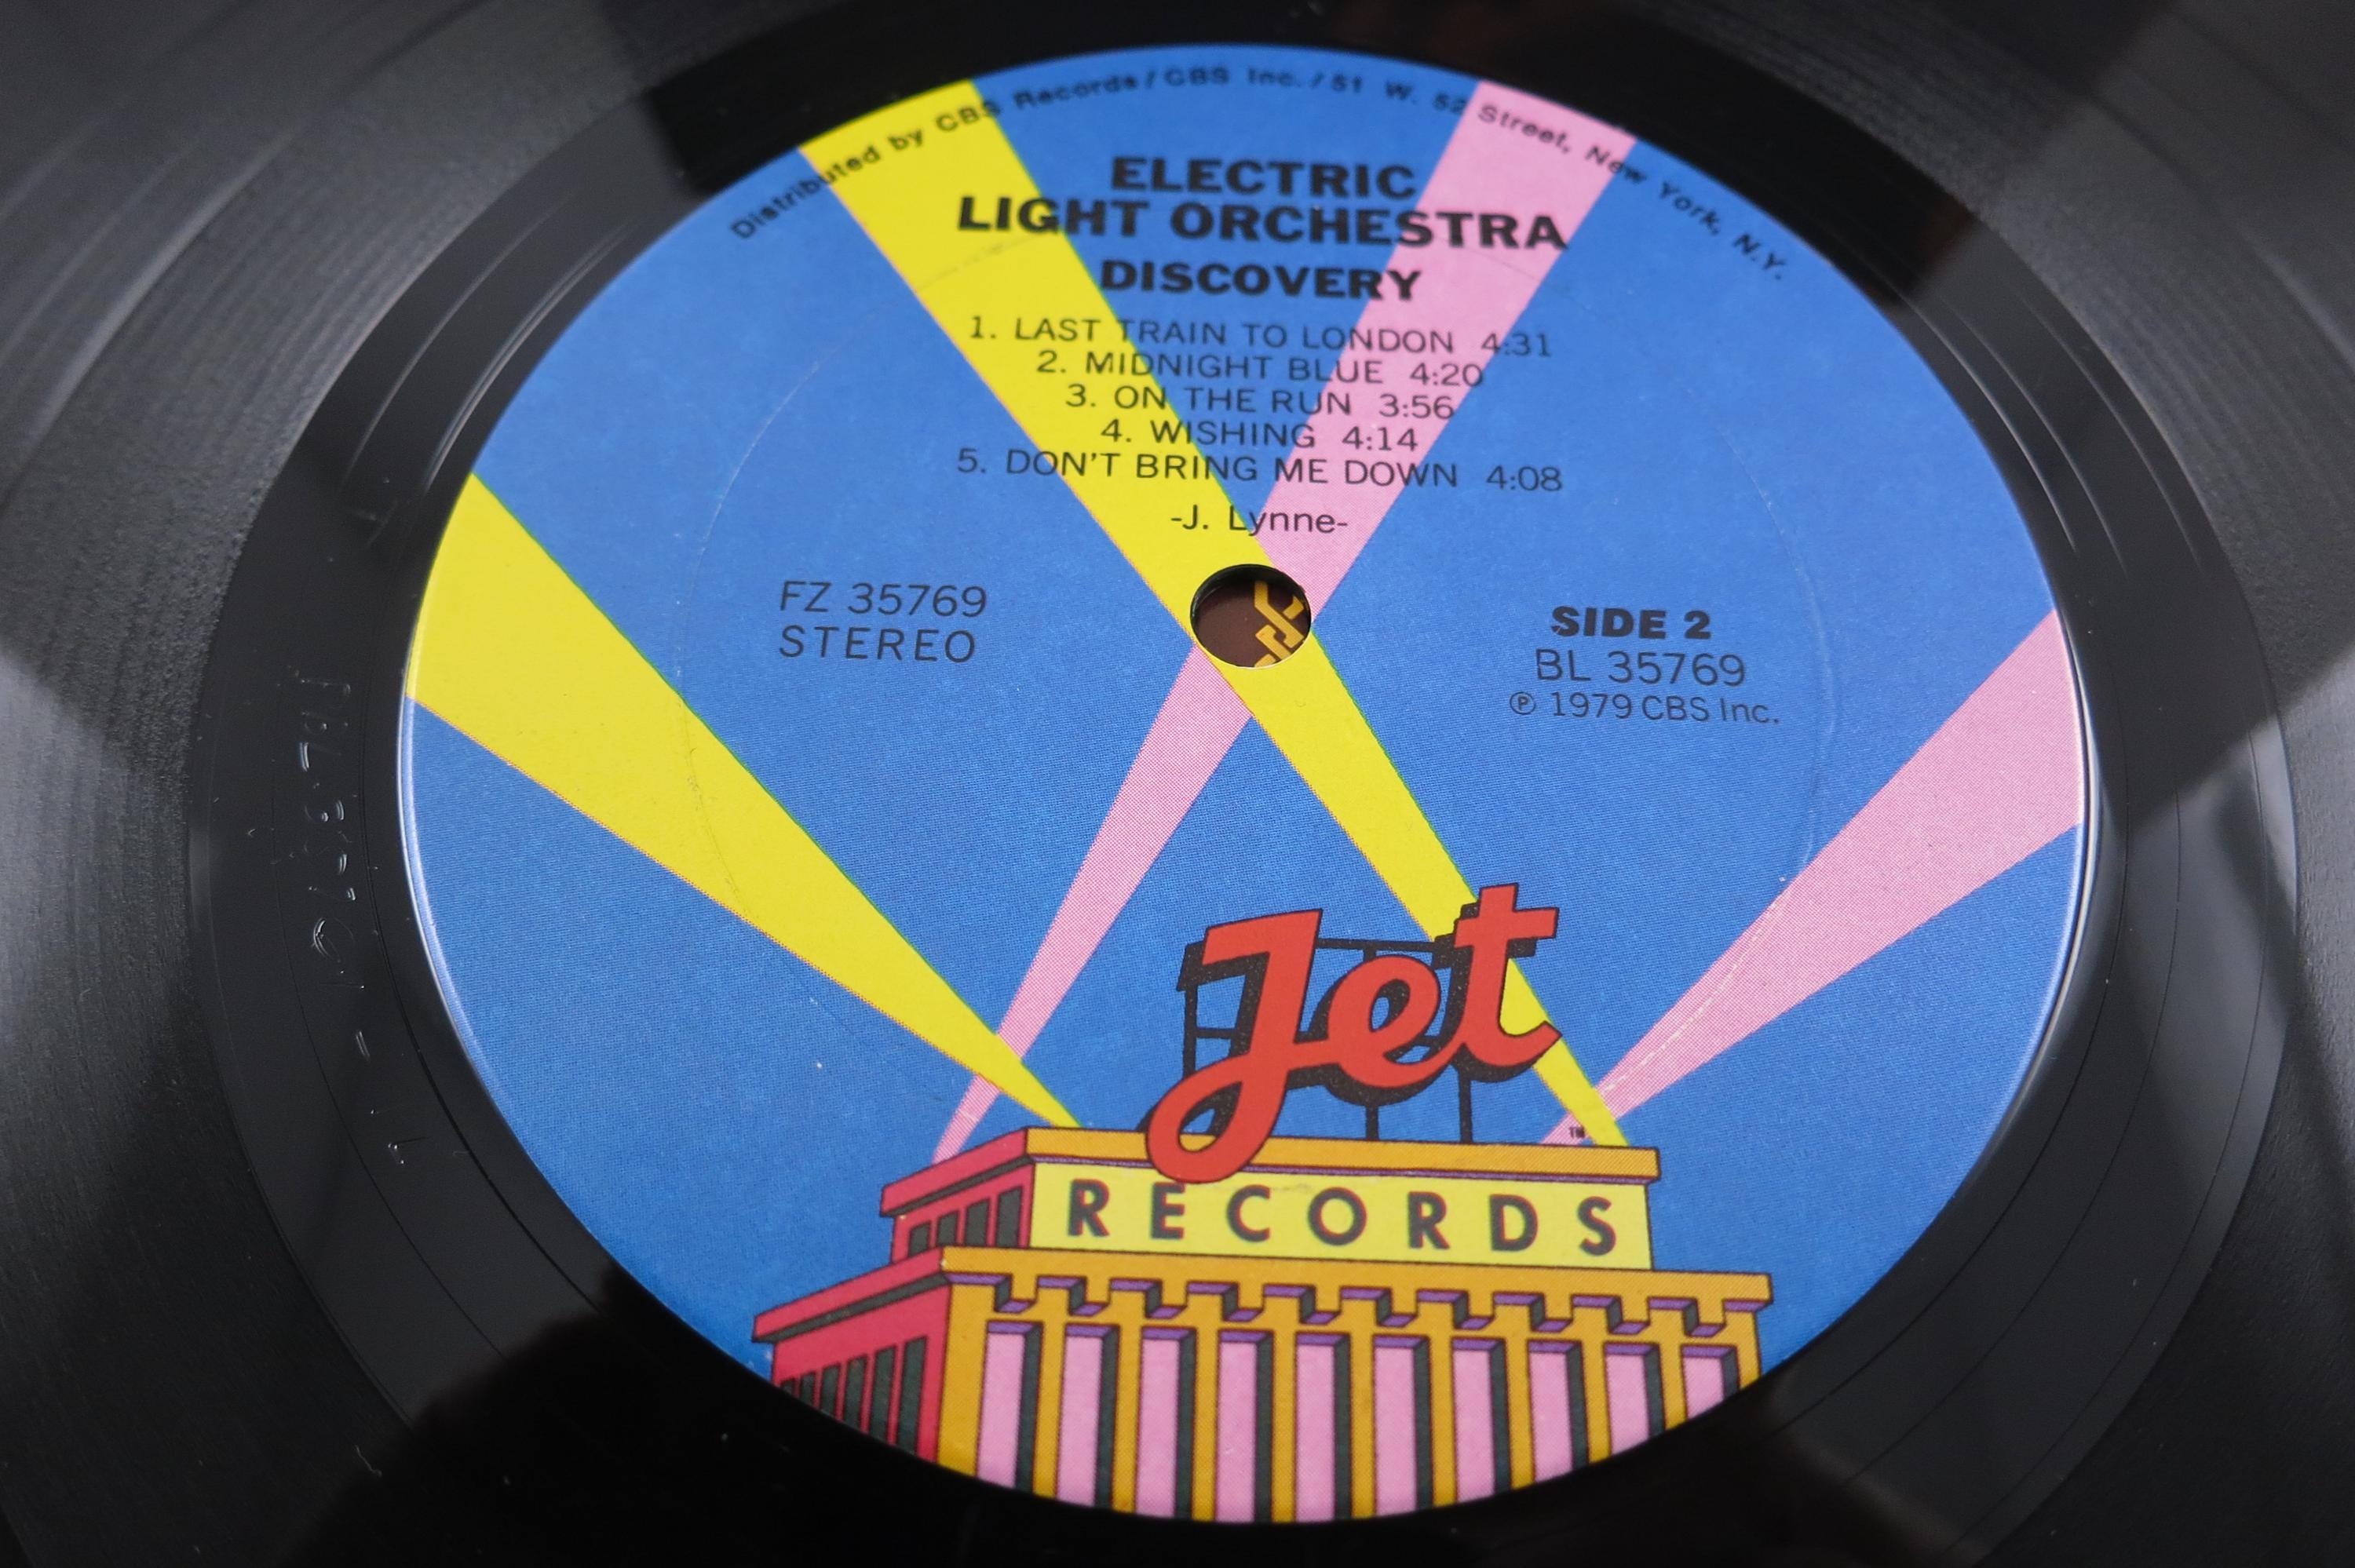 Distributed by CBS Records / CBS Inc. / 51 W. 52 Street, New York, N.Y.
ELECTRIC
LIGHT ORCHESTRA
DISCOVERY
1. LAST TRAIN TO LONDON 4:31
2. MIDNIGHT BLUE 4:20
3. ON THE RUN 3:56
4. WISHING 4:14
5. DON'T BRING ME DOWN 4:08
-J. Lynne-
FZ 35769
STEREO
SIDE 2
BL 35769
℗ 1979 CBS Inc.
Jet
TM
RECORDS